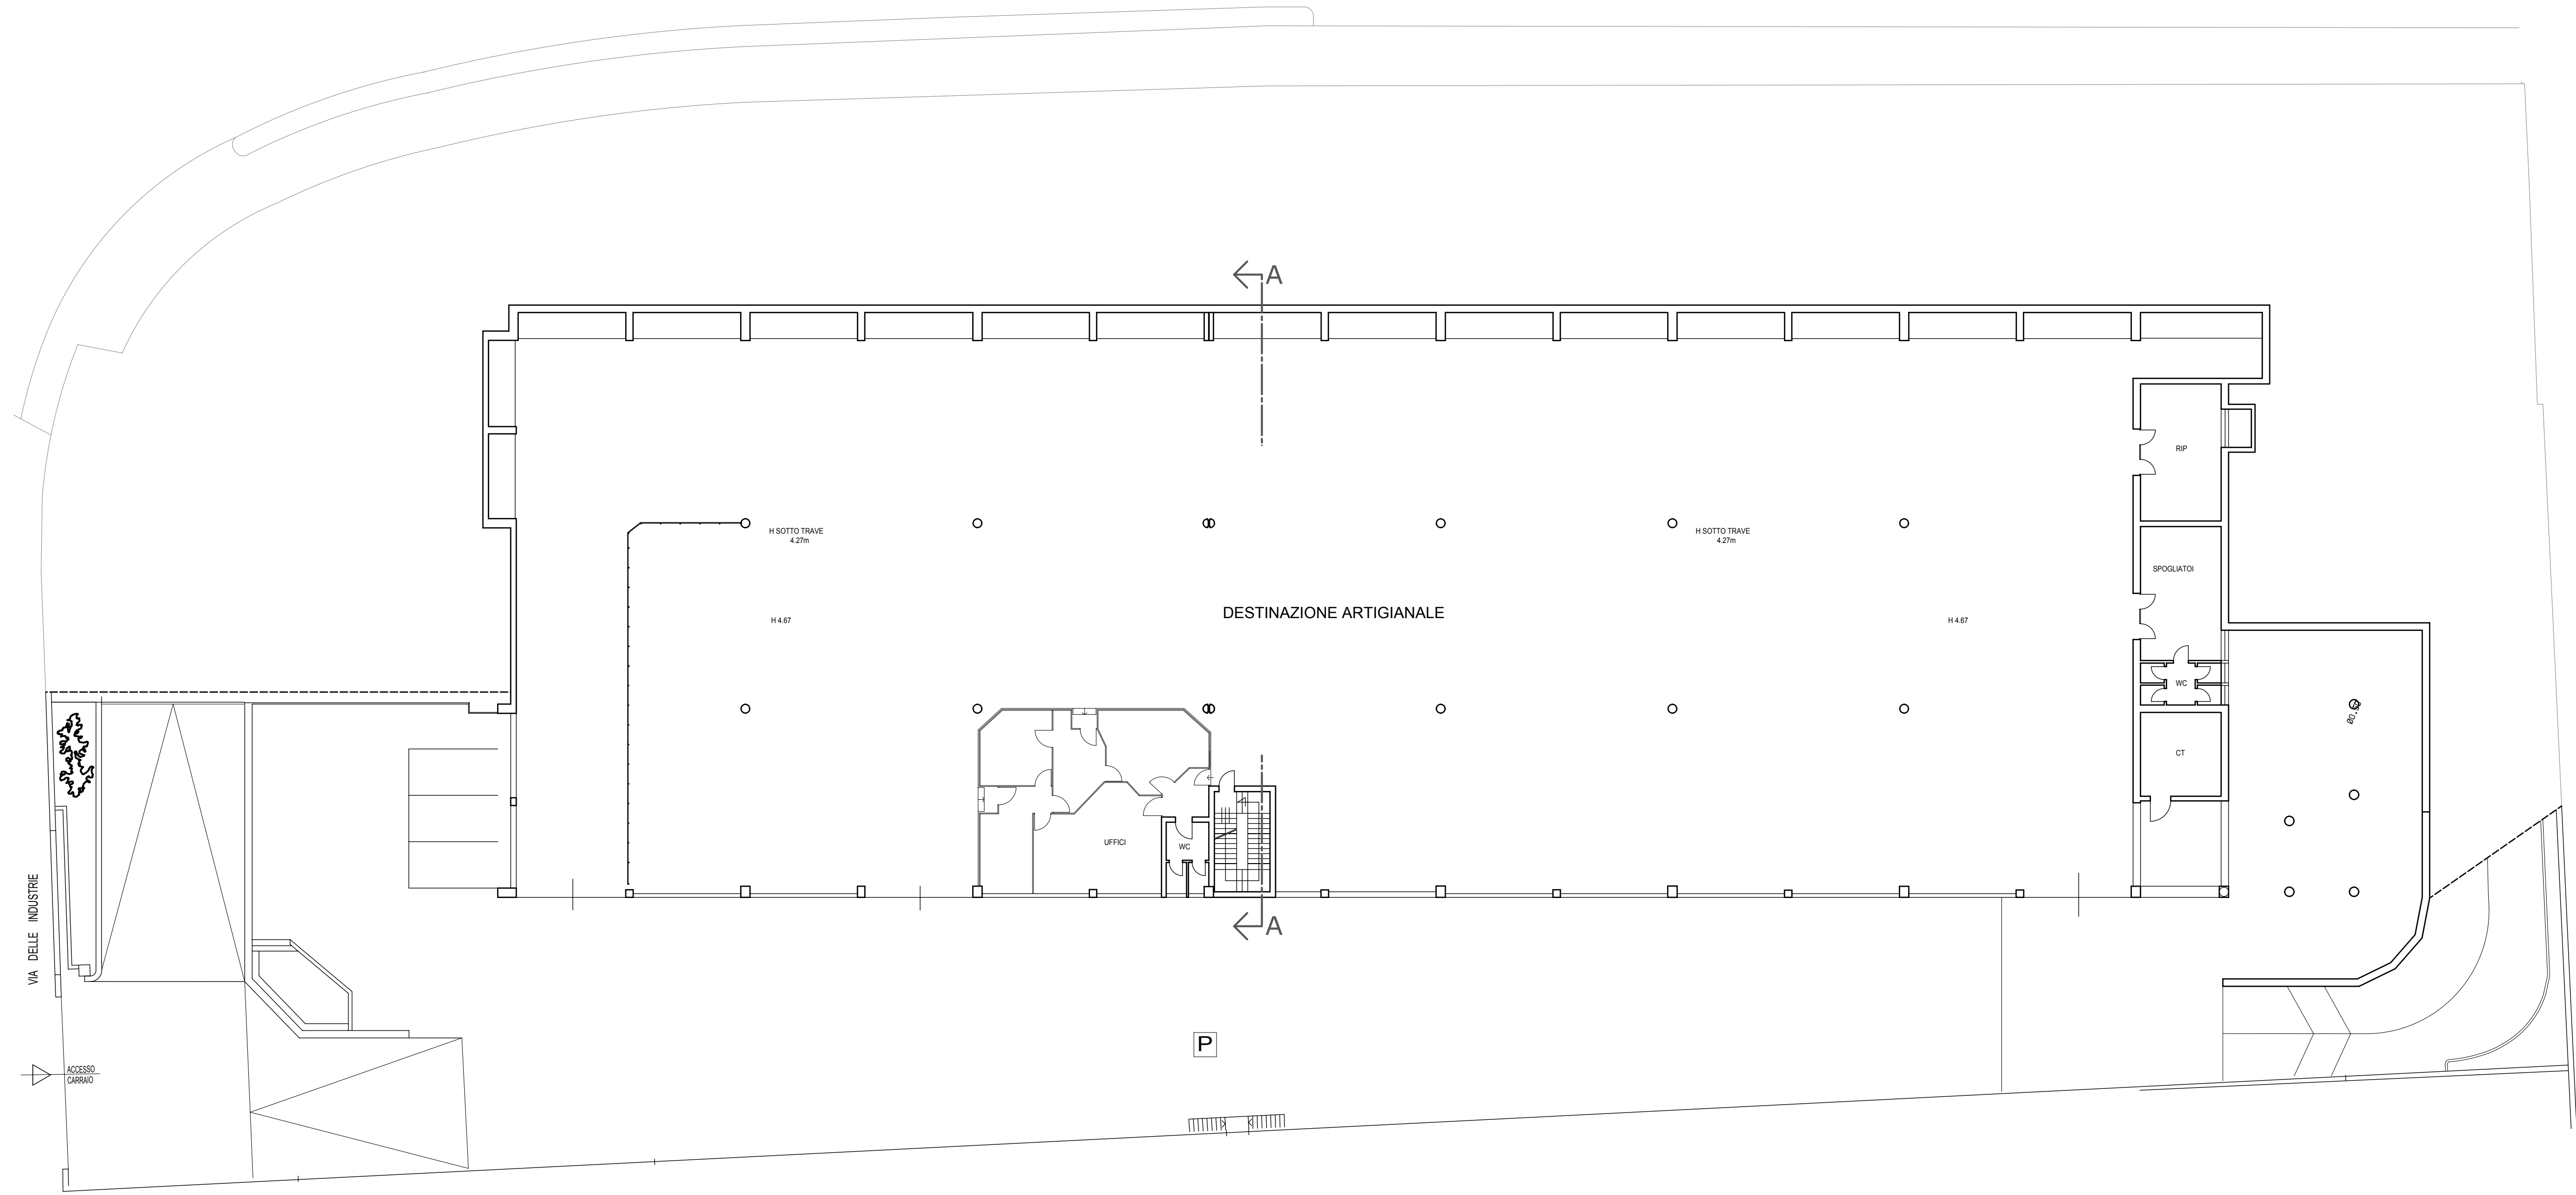 A
RIP
H SOTTO TRAVE
4.27m
H SOTTO TRAVE
4.27m
SPOGLIATOI
DESTINAZIONE ARTIGIANALE
H 4.67
H 4.67
WC
CT
UFFICI
WC
A
VIA DELLE INDUSTRIE
P
ACCESSO
CARRAIO